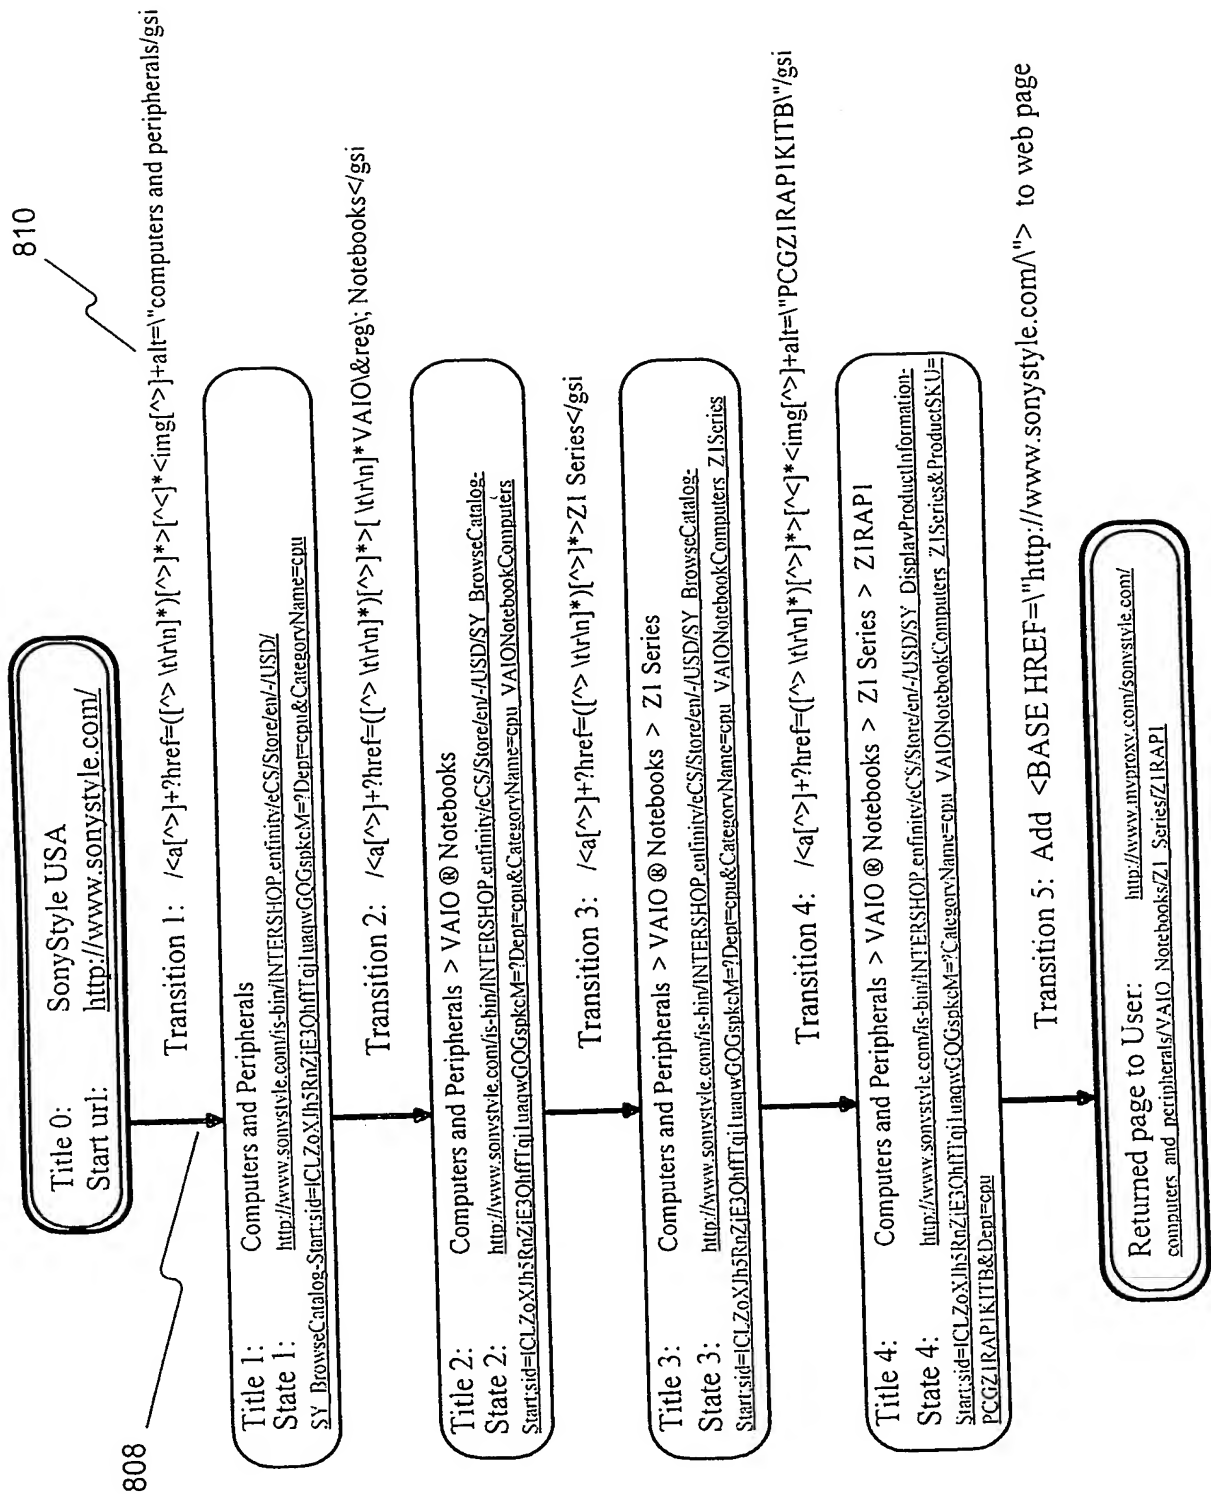 810
Title 0: SonyStyle USA
Start url: http://www.sonystyle.com/
808
Transition 1: /<a[^>]+?href=([^> \t\r\n]*)[^>]*>[^<]*<img[^>]+alt=\"computers and peripherals/gsi
Title 1: Computers and Peripherals
State 1: http://www.sonystyle.com/is-bin/INTERSHOP.enfinity/eCS/Store/en/-/USD/
SY_BrowseCatalog-Start;sid=
M=?Dept=cpu&CategoryName=cpu
Transition 2: /<a[^>]+?href=([^> \t\r\n]*)[^>]*>[ \t\r\n]*VAIO\&reg\; Notebooks</gsi
Title 2: Computers and Peripherals > VAIO ® Notebooks
State 2: http://www.sonystyle.com/is-bin/INTERSHOP.enfinity/eCS/Store/en/-/USD/SY_BrowseCatalog-
Start;sid=
M=?Dept=cpu&CategoryName=cpu_VAIONotebookComputers
Transition 3: /<a[^>]+?href=([^> \t\r\n]*)[^>]*>Z1 Series</gsi
Title 3: Computers and Peripherals > VAIO ® Notebooks > Z1 Series
State 3: http://www.sonystyle.com/is-bin/INTERSHOP.enfinity/eCS/Store/en/-/USD/SY_BrowseCatalog-
Start;sid=
M=?Dept=cpu&CategoryName=cpu_VAIONotebookComputers_Z1Series
Transition 4: /<a[^>]+?href=([^> \t\r\n]*)[^>]*>[^<]*<img[^>]+alt=\"PCGZ1RAP1KITB\"/gsi
Title 4: Computers and Peripherals > VAIO ® Notebooks > Z1 Series > Z1RAP1
State 4: http://www.sonystyle.com/is-bin/INTERSHOP.enfinity/eCS/Store/en/-/USD/SY_DisplayProductInformation-
Start;sid=
M=?CategoryName=cpu_VAIONotebookComputers_Z1Series&ProductSKU=
PCGZ1RAP1KITB&Dept=cpu
Transition 5: Add <BASE HREF=\"http://www.sonystyle.com/\"> to web page
Returned page to User: http://www.myproxy.com/sonystyle.com/
computers_and_peripherals/VAIO_Notebooks/Z1_Series/Z1RAP1